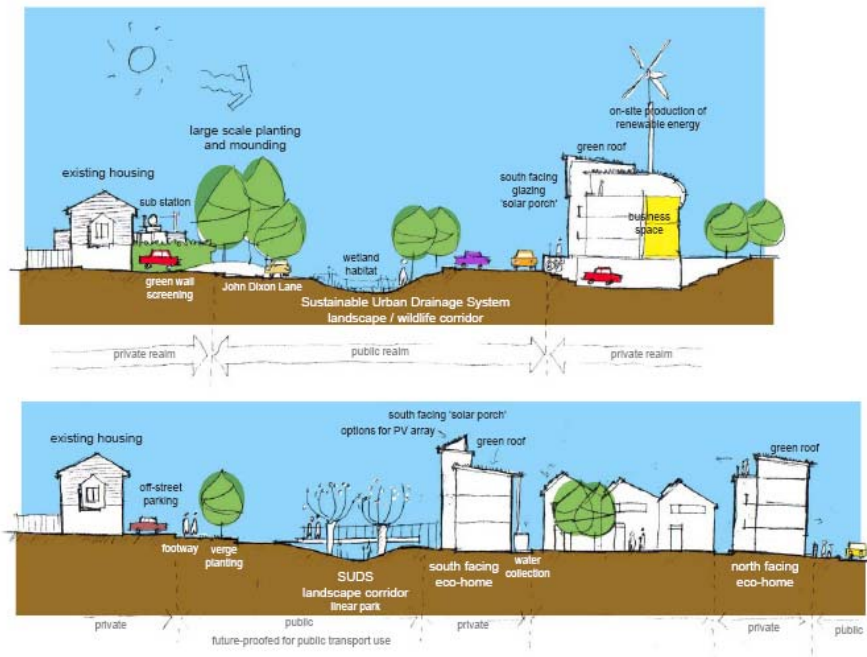 large scale planting
and mounding
on-site production of
renewable energy
green roof
existing housing
sub station
south facing
glazing
'solar porch'
business
space
wetland
habitat
green wall
screening
John Dixon Lane
Sustainable Urban Drainage System
landscape / wildlife corridor
private realm
public realm
private realm
south facing 'solar porch'
options for PV array
green roof
green roof
existing housing
off-street
parking
footway
verge
planting
SUDS
landscape corridor
linear park
south facing
eco-home
water
collection
north facing
eco-home
private
public
private
private
public
future-proofed for public transport use